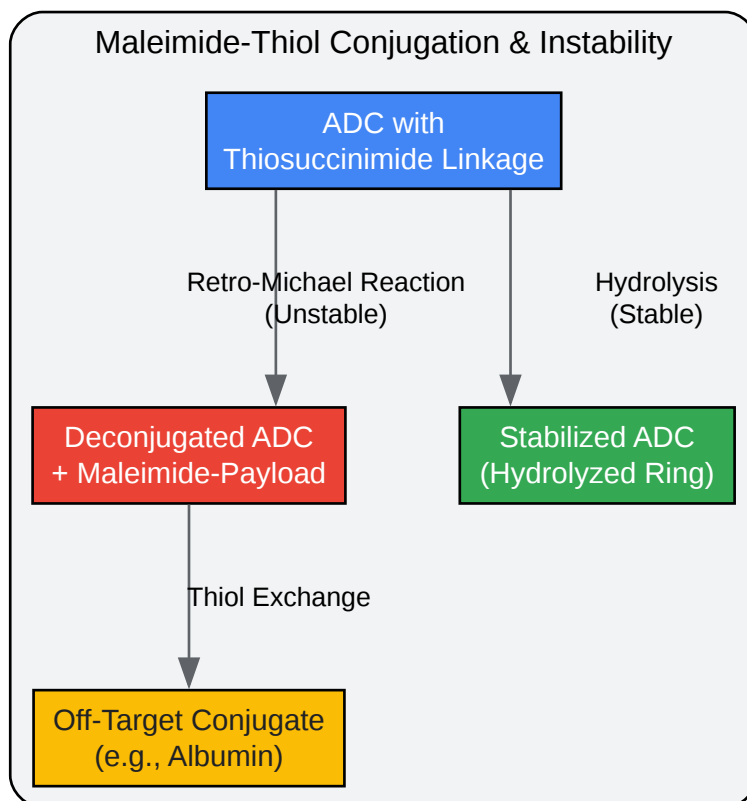 Maleimide-Thiol Conjugation & Instability
ADC with
Thiosuccinimide Linkage
Retro-Michael Reaction
(Unstable)
Hydrolysis
(Stable)
Deconjugated ADC
+ Maleimide-Payload
Stabilized ADC
(Hydrolyzed Ring)
Thiol Exchange
Off-Target Conjugate
(e.g., Albumin)